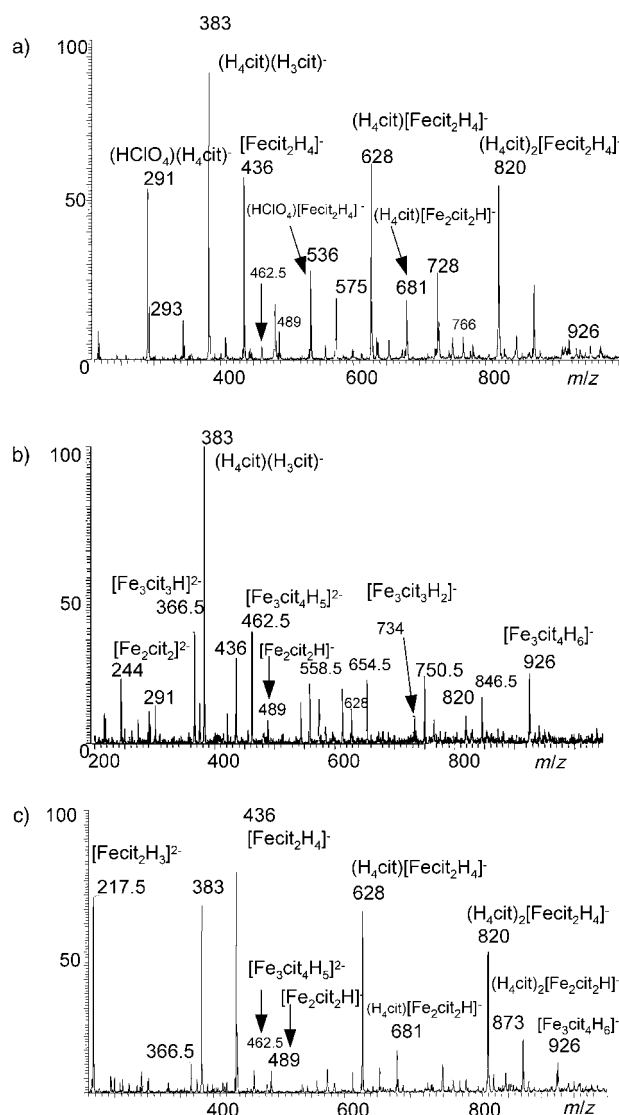 a)
383
100
(H4cit)(H3cit)-
(HClO4)(H4cit)-
291
[Fecit2H4]-
436
(H4cit)[Fecit2H4]-
628
(H4cit)2[Fecit2H4]-
820
50
(HClO4)[Fecit2H4]-
536
(H4cit)[Fe2cit2H]-
681
462.5
293
489
575
728
766
926
0
400
600
800
m/z
b)
383
100
(H4cit)(H3cit)-
[Fe3cit3H]2-
366.5
[Fe3cit4H5]2-
462.5
[Fe3cit3H2]-
734
[Fe3cit4H6]-
926
50
[Fe2cit2]2-
244
291
436
[Fe2cit2H]-
489
558.5
654.5
628
750.5
820
846.5
0
200
400
600
800
m/z
c)
436
100
[Fecit2H4]-
[Fecit2H3]2-
217.5
383
(H4cit)[Fecit2H4]-
628
(H4cit)2[Fecit2H4]-
820
50
[Fe3cit4H5]2-
462.5
[Fe2cit2H]-
489
(H4cit)[Fe2cit2H]-
681
(H4cit)2[Fe2cit2H]-
873
[Fe3cit4H6]-
926
366.5
0
400
600
800
m/z